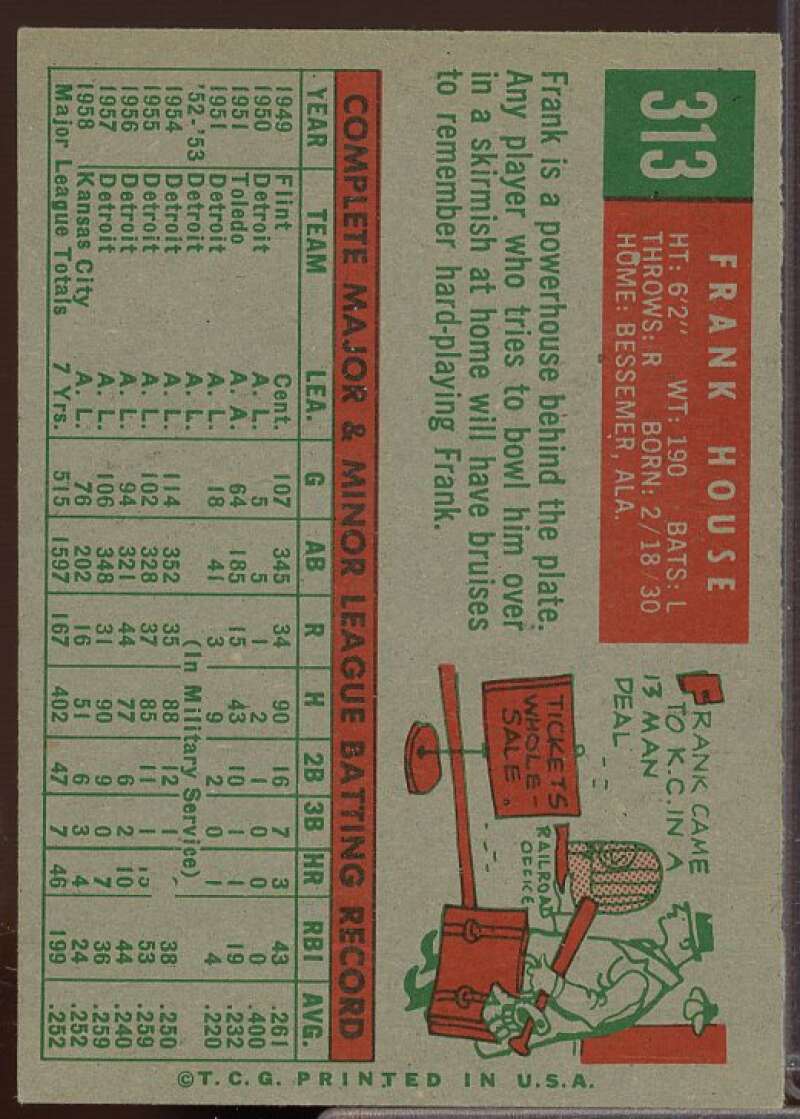 313
FRANK HOUSE
HT: 6'2" WT: 190 BATS: L
THROWS: R BORN: 2/18/30
HOME: BESSEMER, ALA.
Frank is a powerhouse behind the plate.
Any player who tries to bowl him over
in a skirmish at home will have bruises
to remember hard-playing Frank.
FRANK CAME
TO K.C. IN A
13 MAN
DEAL
TICKETS
WHOLE-
SALE.
RAILROAD
OFFICE
COMPLETE MAJOR & MINOR LEAGUE BATTING RECORD
YEAR TEAM LEA. G AB R H 2B 3B HR RBI AVG.
1949 Flint Cent. 107 345 34 90 16 7 3 43 .261
1950 Detroit A. L. 5 5 1 2 1 0 0 0 .400
1951 Toledo A. A. 64 185 15 43 10 1 1 19 .232
1951 Detroit A. L. 18 41 3 9 2 0 1 4 .220
'52-'53 Detroit A. L. (In Military Service)
1954 Detroit A. L. 114 352 35 88 12 1 38 .250
1955 Detroit A. L. 102 328 37 85 11 1 53 .259
1956 Detroit A. L. 94 321 44 77 6 2 10 44 .240
1957 Detroit A. L. 106 348 31 90 9 0 7 36 .259
1958 Kansas City A. L. 76 202 16 51 6 3 4 24 .252
Major League Totals 7 Yrs. 515 1597 167 402 47 7 46 199 .252
©T. C. G. PRINTED IN U.S.A.